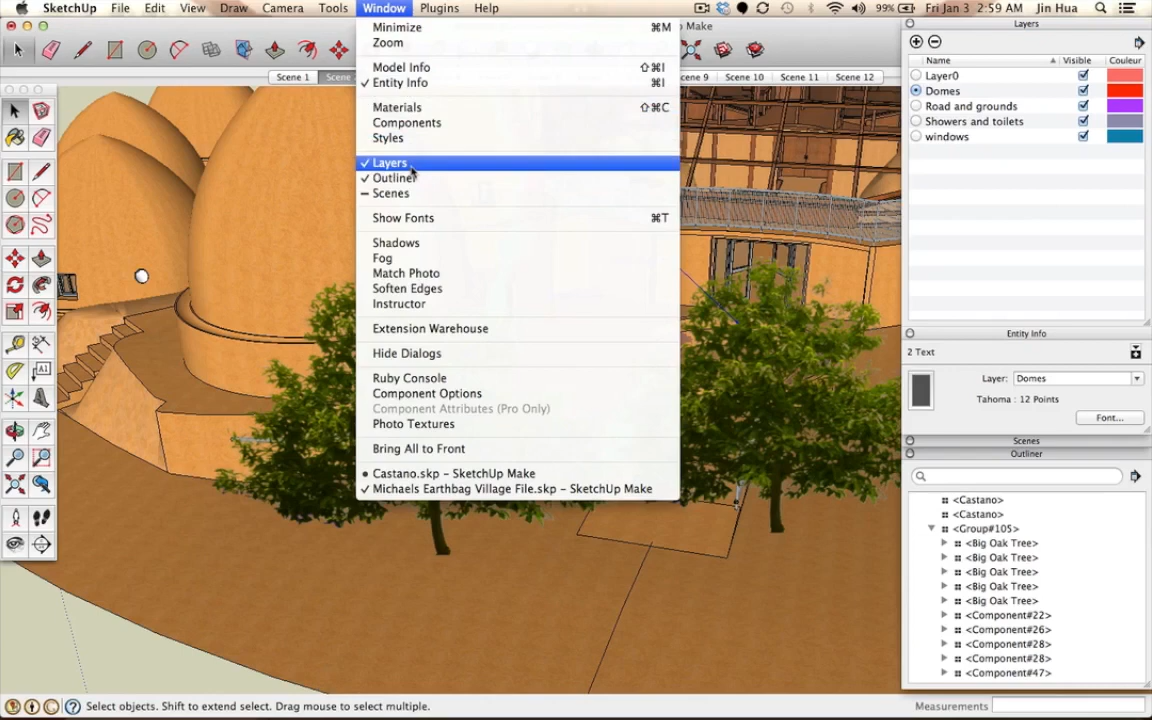 SketchUp File Edit View Draw Camera Tools Window Plugins Help 99% Fri Jan 3 2:59 AM Jin Hua
Make
Scene 1 Scene
cene 9 Scene 10 Scene 11 Scene 12
Minimize ⌘M
Zoom
Model Info ⇧⌘I
✓ Entity Info ⌘I
Materials ⇧⌘C
Components
Styles
✓ Layers
✓ Outliner
Scenes
Show Fonts ⌘T
Shadows
Fog
Match Photo
Soften Edges
Instructor
Extension Warehouse
Hide Dialogs
Ruby Console
Component Options
Component Attributes (Pro Only)
Photo Textures
Bring All to Front
Castano.skp - SketchUp Make
✓ Michaels Earthbag Village File.skp - SketchUp Make
A1
Layers
Name Visible Couleur
Layer0
Domes
Road and grounds
Showers and toilets
windows
Entity Info
2 Text
Layer: Domes
Tahoma : 12 Points
Font...
Scenes
Outliner
<Castano>
<Castano>
<Group#105>
<Big Oak Tree>
<Big Oak Tree>
<Big Oak Tree>
<Big Oak Tree>
<Big Oak Tree>
<Component#22>
<Component#26>
<Component#28>
<Component#28>
<Component#47>
Select objects. Shift to extend select. Drag mouse to select multiple.
Measurements